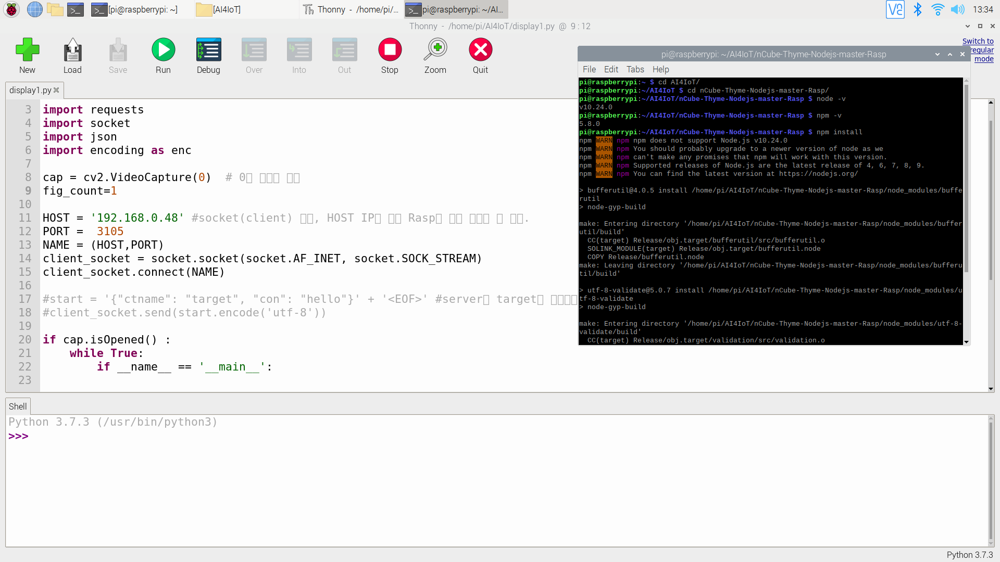 [pi@raspberrypi: ~]
[AI4IoT]
Thonny - /home/pi/...
pi@raspberrypi: ~/AI...
13:34
Thonny - /home/pi/AI4IoT/display1.py @ 9 : 12
New
Load
Save
Run
Debug
Over
Into
Out
Stop
Zoom
Quit
Switch to
regular
mode
display1.py
3 import requests
4 import socket
5 import json
6 import encoding as enc
7
8 cap = cv2.VideoCapture(0) # 0
9 fig_count=1
10
11 HOST = '192.168.0.48' #socket(client) , HOST IP Rasp .
12 PORT = 3105
13 NAME = (HOST,PORT)
14 client_socket = socket.socket(socket.AF_INET, socket.SOCK_STREAM)
15 client_socket.connect(NAME)
16
17 #start = '{"ctname": "target", "con": "hello"}' + '<EOF>' #server target
18 #client_socket.send(start.encode('utf-8'))
19
20 if cap.isOpened() :
21 while True:
22 if __name__ == '__main__':
23
pi@raspberrypi: ~/AI4IoT/nCube-Thyme-Nodejs-master-Rasp
File Edit Tabs Help
pi@raspberrypi:~ $ cd AI4IoT/
pi@raspberrypi:~/AI4IoT $ cd nCube-Thyme-Nodejs-master-Rasp/
pi@raspberrypi:~/AI4IoT/nCube-Thyme-Nodejs-master-Rasp $ node -v
v10.24.0
pi@raspberrypi:~/AI4IoT/nCube-Thyme-Nodejs-master-Rasp $ npm -v
5.8.0
pi@raspberrypi:~/AI4IoT/nCube-Thyme-Nodejs-master-Rasp $ npm install
npm WARN npm npm does not support Node.js v10.24.0
npm WARN npm You should probably upgrade to a newer version of node as we
npm WARN npm can't make any promises that npm will work with this version.
npm WARN npm Supported releases of Node.js are the latest release of 4, 6, 7, 8, 9.
npm WARN npm You can find the latest version at https://nodejs.org/
> bufferutil@4.0.5 install /home/pi/AI4IoT/nCube-Thyme-Nodejs-master-Rasp/node_modules/buffe
rutil
> node-gyp-build
make: Entering directory '/home/pi/AI4IoT/nCube-Thyme-Nodejs-master-Rasp/node_modules/buffer
util/build'
CC(target) Release/obj.target/bufferutil/src/bufferutil.o
SOLINK_MODULE(target) Release/obj.target/bufferutil.node
COPY Release/bufferutil.node
make: Leaving directory '/home/pi/AI4IoT/nCube-Thyme-Nodejs-master-Rasp/node_modules/bufferu
til/build'
> utf-8-validate@5.0.7 install /home/pi/AI4IoT/nCube-Thyme-Nodejs-master-Rasp/node_modules/u
tf-8-validate
> node-gyp-build
make: Entering directory '/home/pi/AI4IoT/nCube-Thyme-Nodejs-master-Rasp/node_modules/utf-8-
validate/build'
CC(target) Release/obj.target/validation/src/validation.o
Shell
Python 3.7.3 (/usr/bin/python3)
>>>
Python 3.7.3